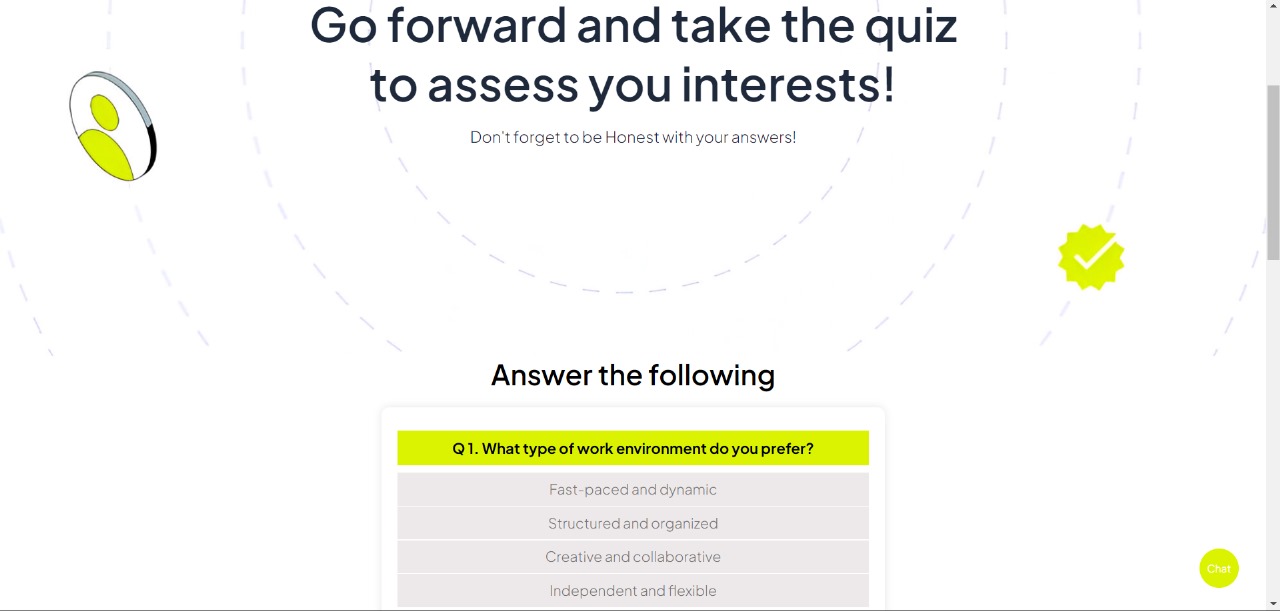 Go forward and take the quiz
to assess you interests!
Don't forget to be Honest with your answers!
Answer the following
Q 1. What type of work environment do you prefer?
Fast-paced and dynamic
Structured and organized
Creative and collaborative
Independent and flexible
Chat